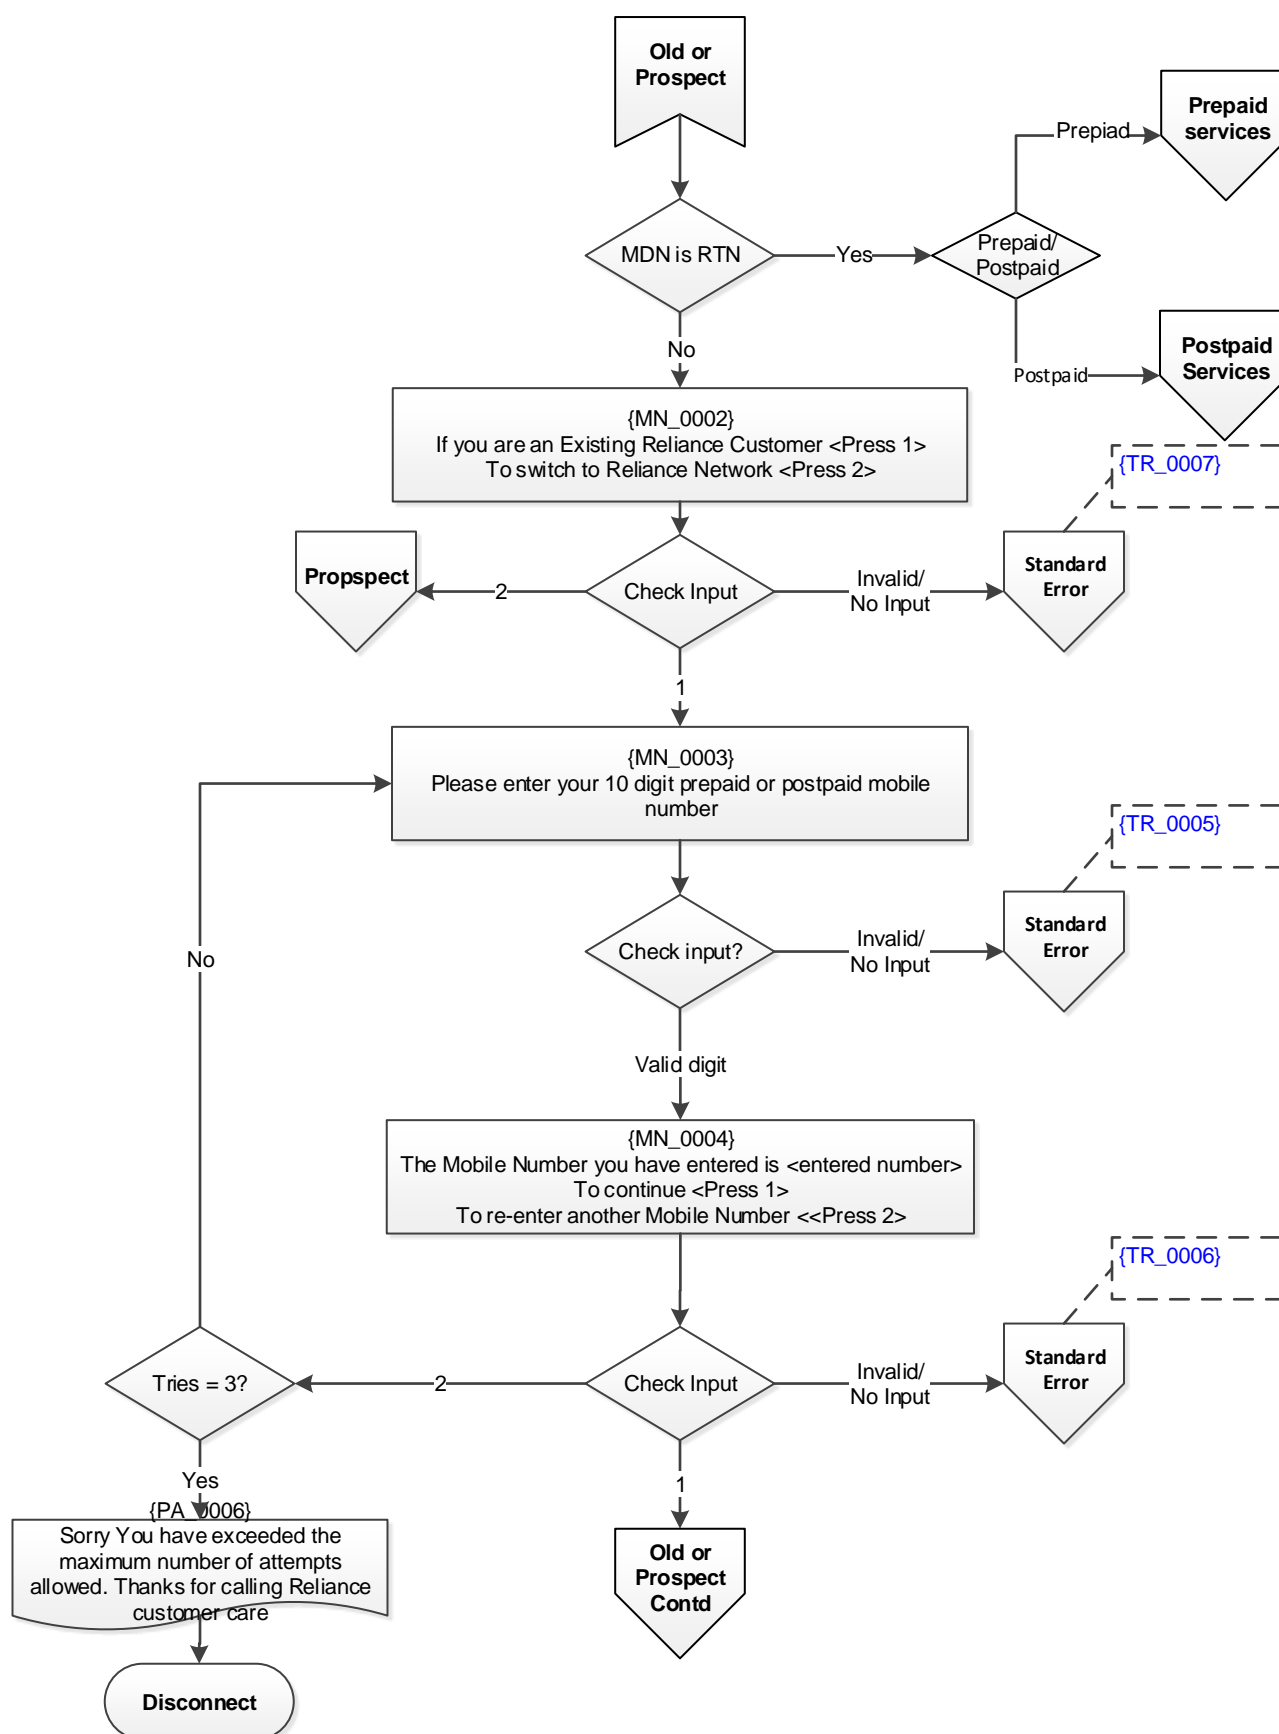 Old or
Prospect
Prepaid
services
Prepiad
MDN is RTN
Yes
Prepaid/
Postpaid
No
Postpaid
Postpaid
Services
{MN_0002}
If you are an Existing Reliance Customer <Press 1>
To switch to Reliance Network <Press 2>
{TR_0007}
Propspect
2
Check Input
Invalid/
No Input
Standard
Error
1
{MN_0003}
Please enter your 10 digit prepaid or postpaid mobile
number
{TR_0005}
No
Check input?
Invalid/
No Input
Standard
Error
Valid digit
{MN_0004}
The Mobile Number you have entered is <entered number>
To continue <Press 1>
To re-enter another Mobile Number <<Press 2>
{TR_0006}
Tries = 3?
2
Check Input
Invalid/
No Input
Standard
Error
Yes
1
{PA_0006}
Sorry You have exceeded the
maximum number of attempts
allowed. Thanks for calling Reliance
customer care
Old or
Prospect
Contd
Disconnect